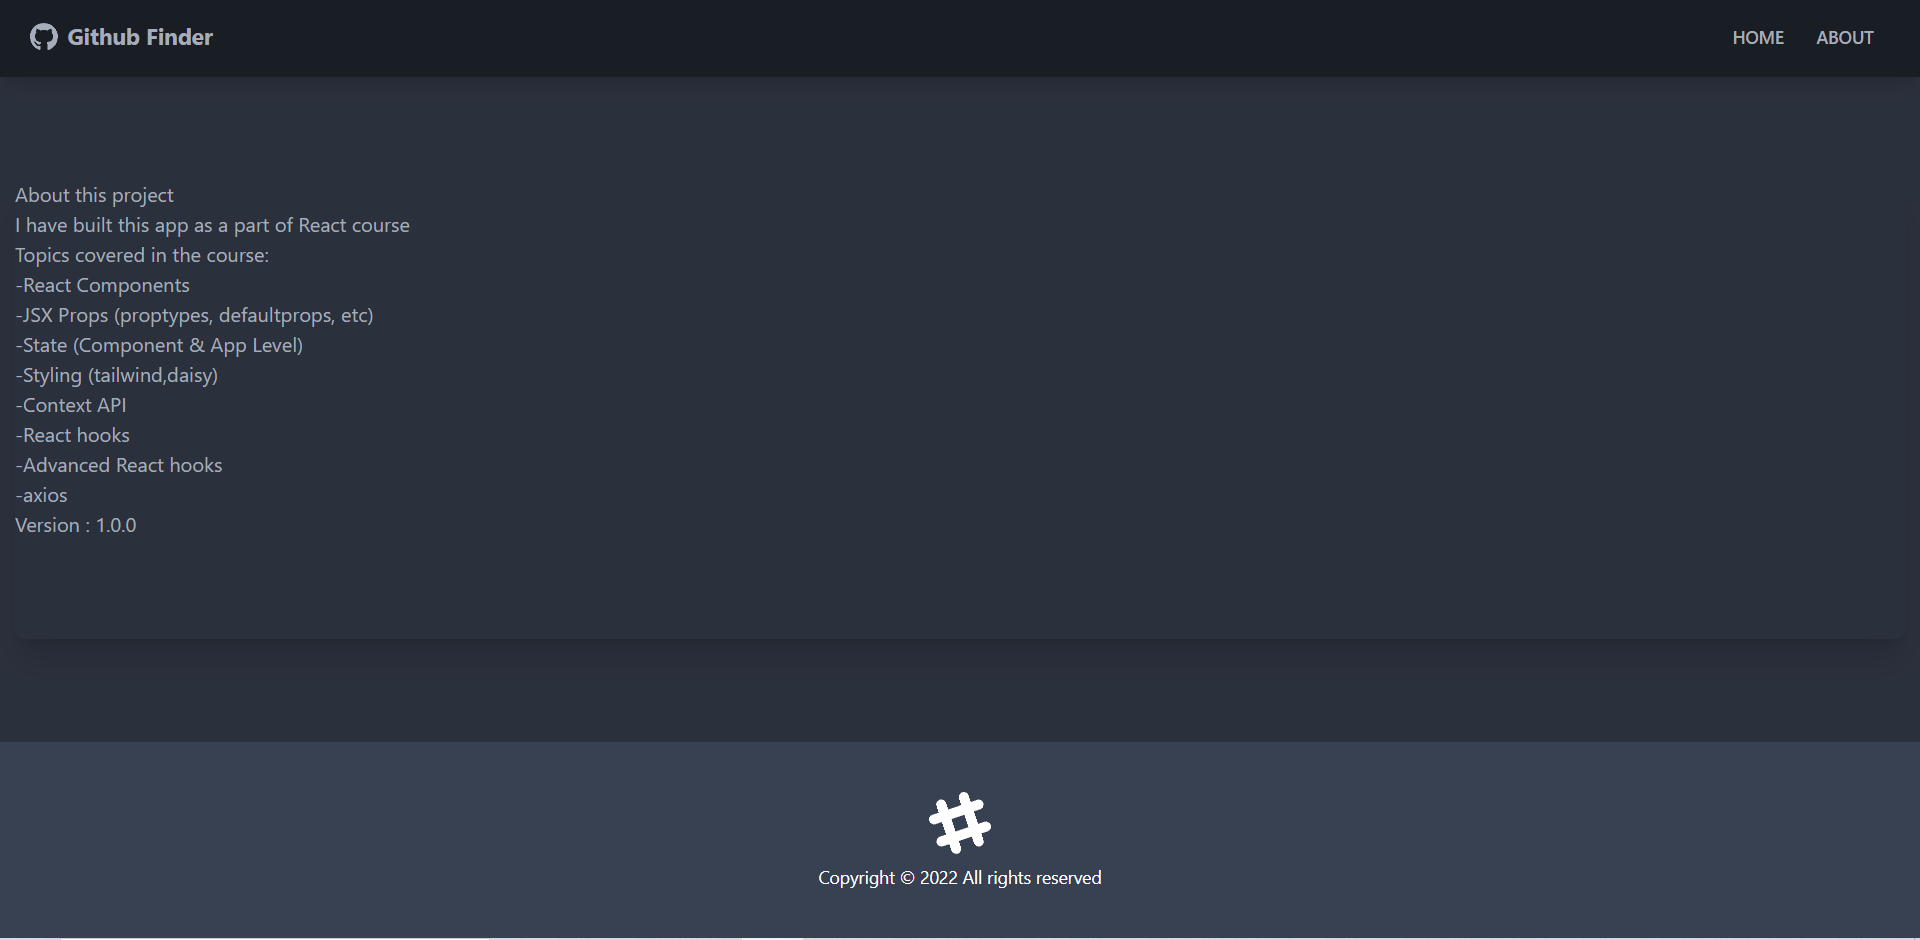 Github Finder
HOME ABOUT
About this project
I have built this app as a part of React course
Topics covered in the course:
-React Components
-JSX Props (proptypes, defaultprops, etc)
-State (Component & App Level)
-Styling (tailwind,daisy)
-Context API
-React hooks
-Advanced React hooks
-axios
Version : 1.0.0
Copyright © 2022 All rights reserved